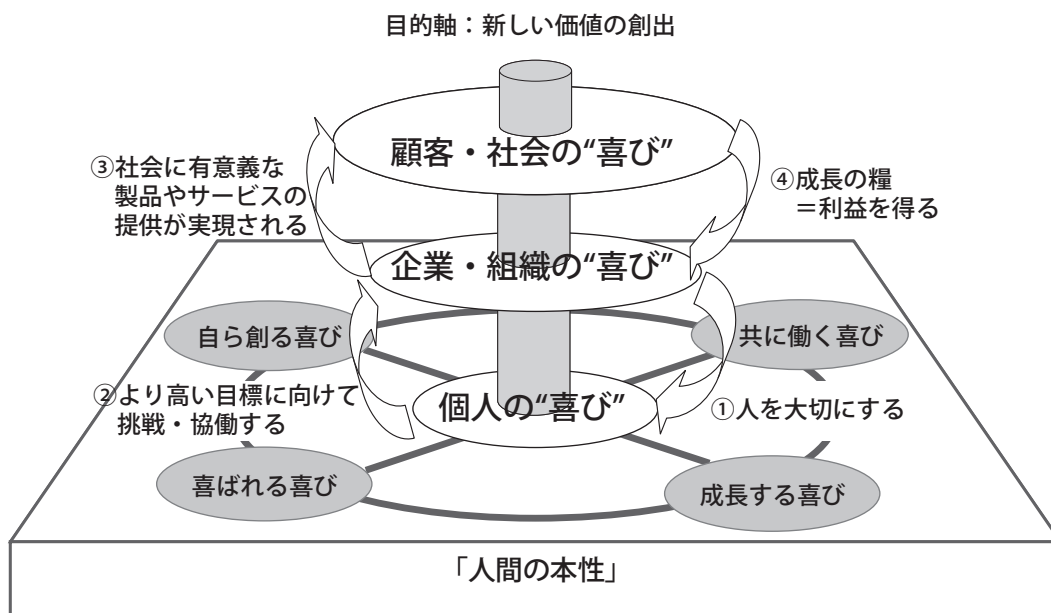 目的軸：新しい価値の創出
顧客・社会の“喜び”
③社会に有意義な
製品やサービスの
提供が実現される
④成長の糧
＝利益を得る
企業・組織の“喜び”
自ら創る喜び
共に働く喜び
②より高い目標に向けて
挑戦・協働する
個人の“喜び”
①人を大切にする
喜ばれる喜び
成長する喜び
「人間の本性」